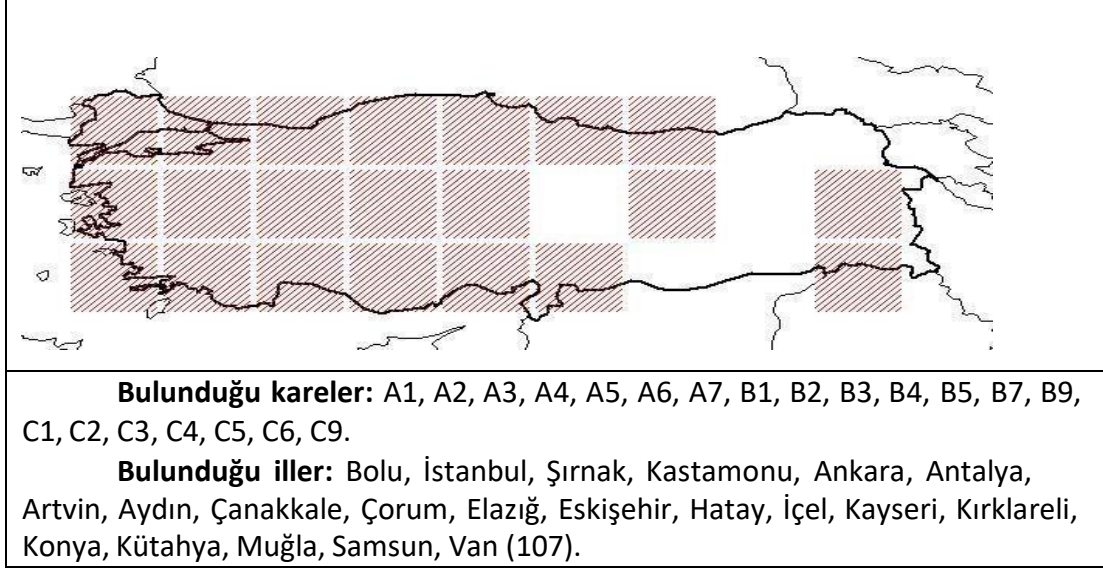 Bulunduğu kareler: A1, A2, A3, A4, A5, A6, A7, B1, B2, B3, B4, B5, B7, B9,
C1, C2, C3, C4, C5, C6, C9.
Bulunduğu iller: Bolu, İstanbul, Şırnak, Kastamonu, Ankara, Antalya,
Artvin, Aydın, Çanakkale, Çorum, Elazığ, Eskişehir, Hatay, İçel, Kayseri, Kırklareli,
Konya, Kütahya, Muğla, Samsun, Van (107).